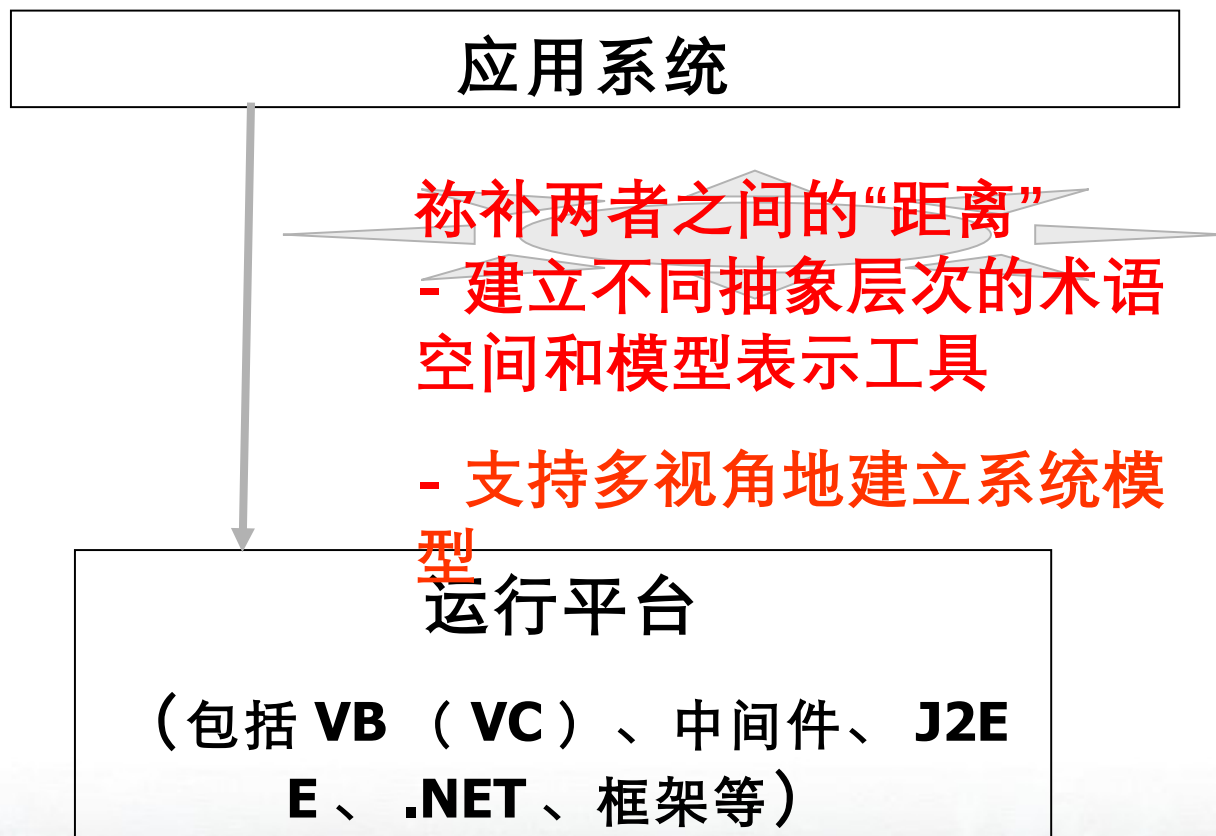 应用系统
祢补两者之间的“距离”
- 建立不同抽象层次的术语
空间和模型表示工具
- 支持多视角地建立系统模
型
运行平台
（包括 VB （ VC ）、中间件、 J2E
E 、 .NET 、框架等）